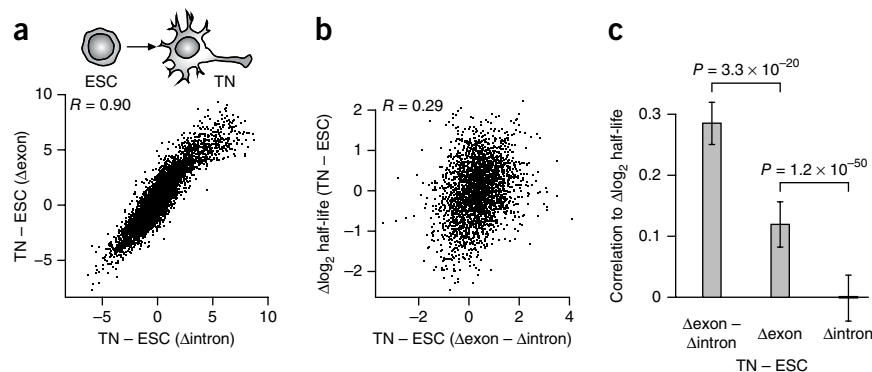 a
ESC
TN
R = 0.90
10
5
0
−5
TN – ESC (Δexon)
−5
0
5
10
TN – ESC (Δintron)
b
R = 0.29
2
1
0
−1
−2
Δlog2 half-life (TN – ESC)
−2
0
2
4
TN – ESC (Δexon – Δintron)
c
P = 3.3 × 10−20
P = 1.2 × 10−50
0.3
0.2
0.1
0
Correlation to Δlog2 half-life
Δexon –
Δintron
Δexon
Δintron
TN – ESC